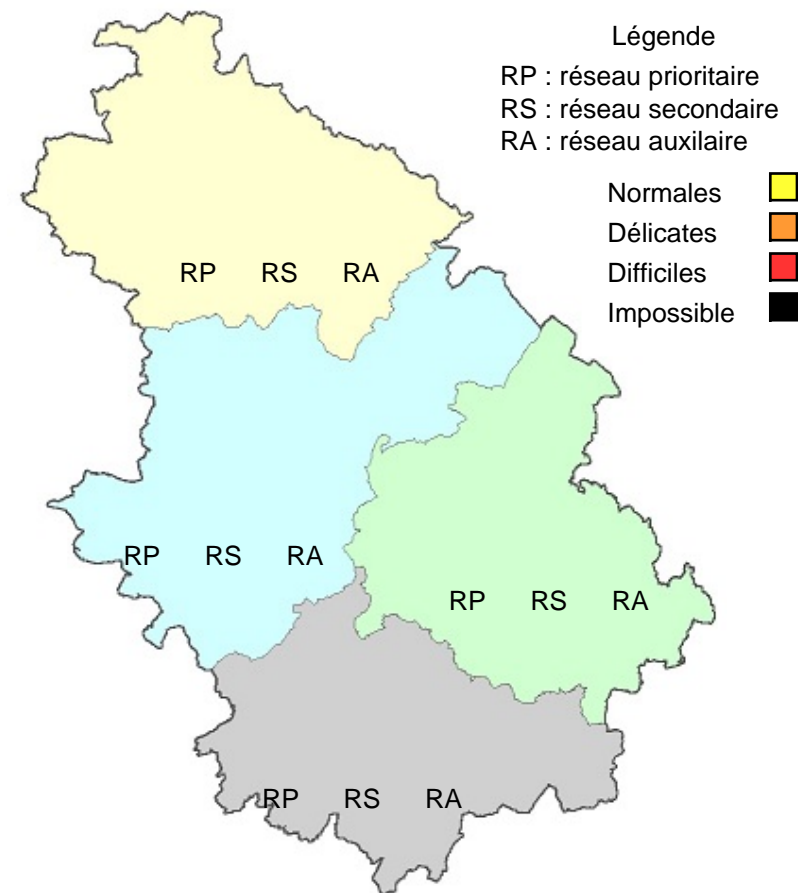 Légende
RP : réseau prioritaire
RS : réseau secondaire
RA : réseau auxilaire
Normales
Délicates
Difficiles
Impossible
RP RS RA
RP RS RA
RP RS RA
RP RS RA